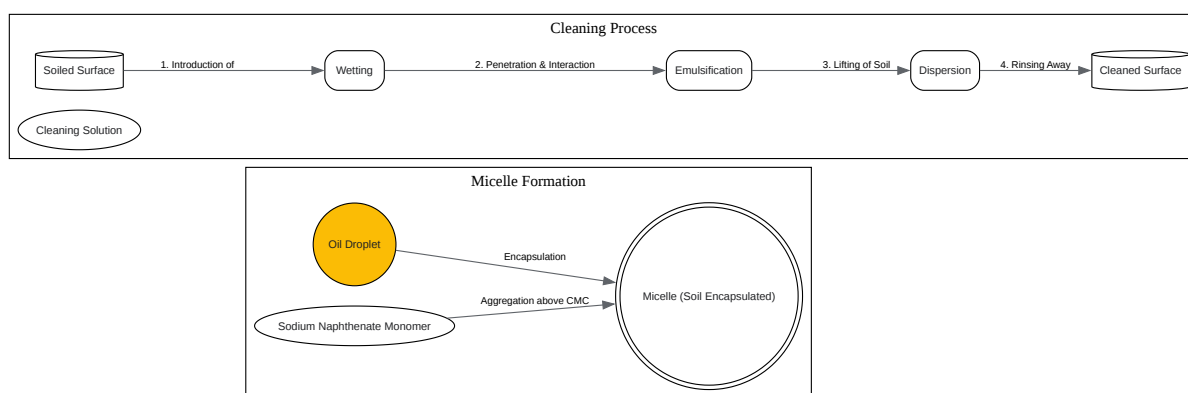 Cleaning Process
Soiled Surface
1. Introduction of
Wetting
2. Penetration & Interaction
Emulsification
3. Lifting of Soil
Dispersion
4. Rinsing Away
Cleaned Surface
Cleaning Solution
Micelle Formation
Oil Droplet
Encapsulation
Aggregation above CMC
Micelle (Soil Encapsulated)
Sodium Naphthenate Monomer